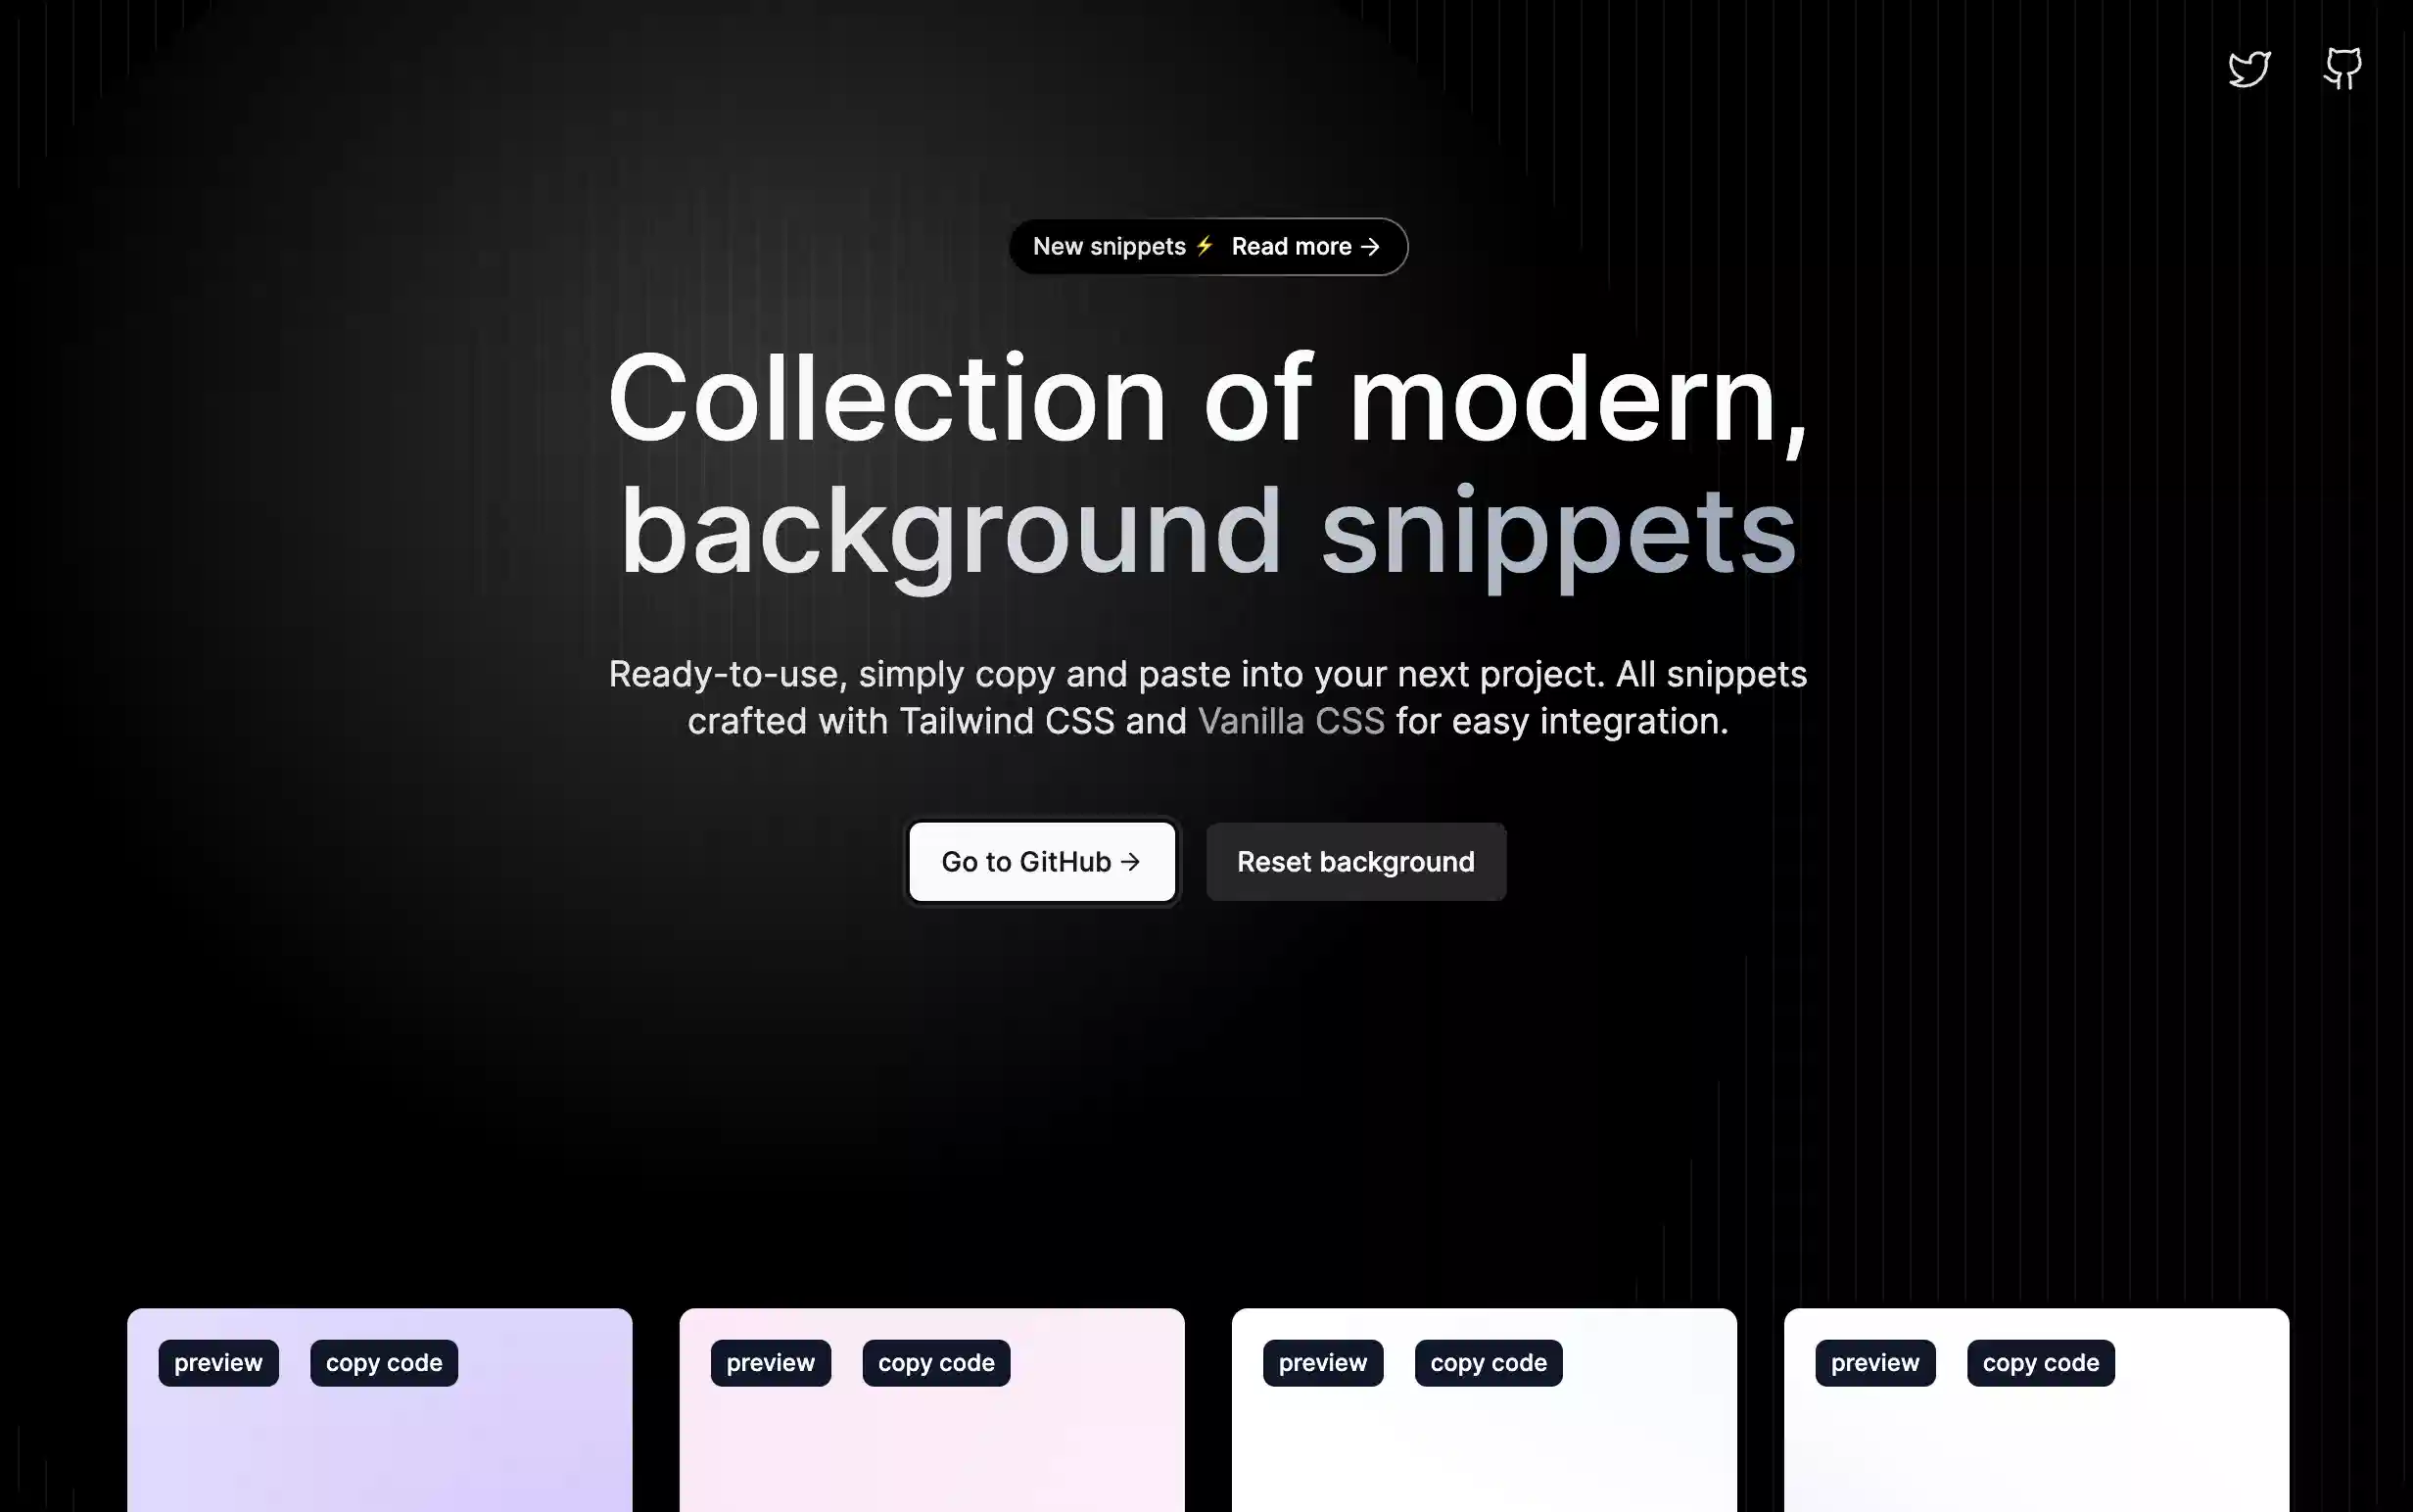 New snippets ⚡ Read more →
Collection of modern,
background snippets
Ready-to-use, simply copy and paste into your next project. All snippets
crafted with Tailwind CSS and Vanilla CSS for easy integration.
Go to GitHub → Reset background
preview copy code preview copy code preview copy code preview copy code